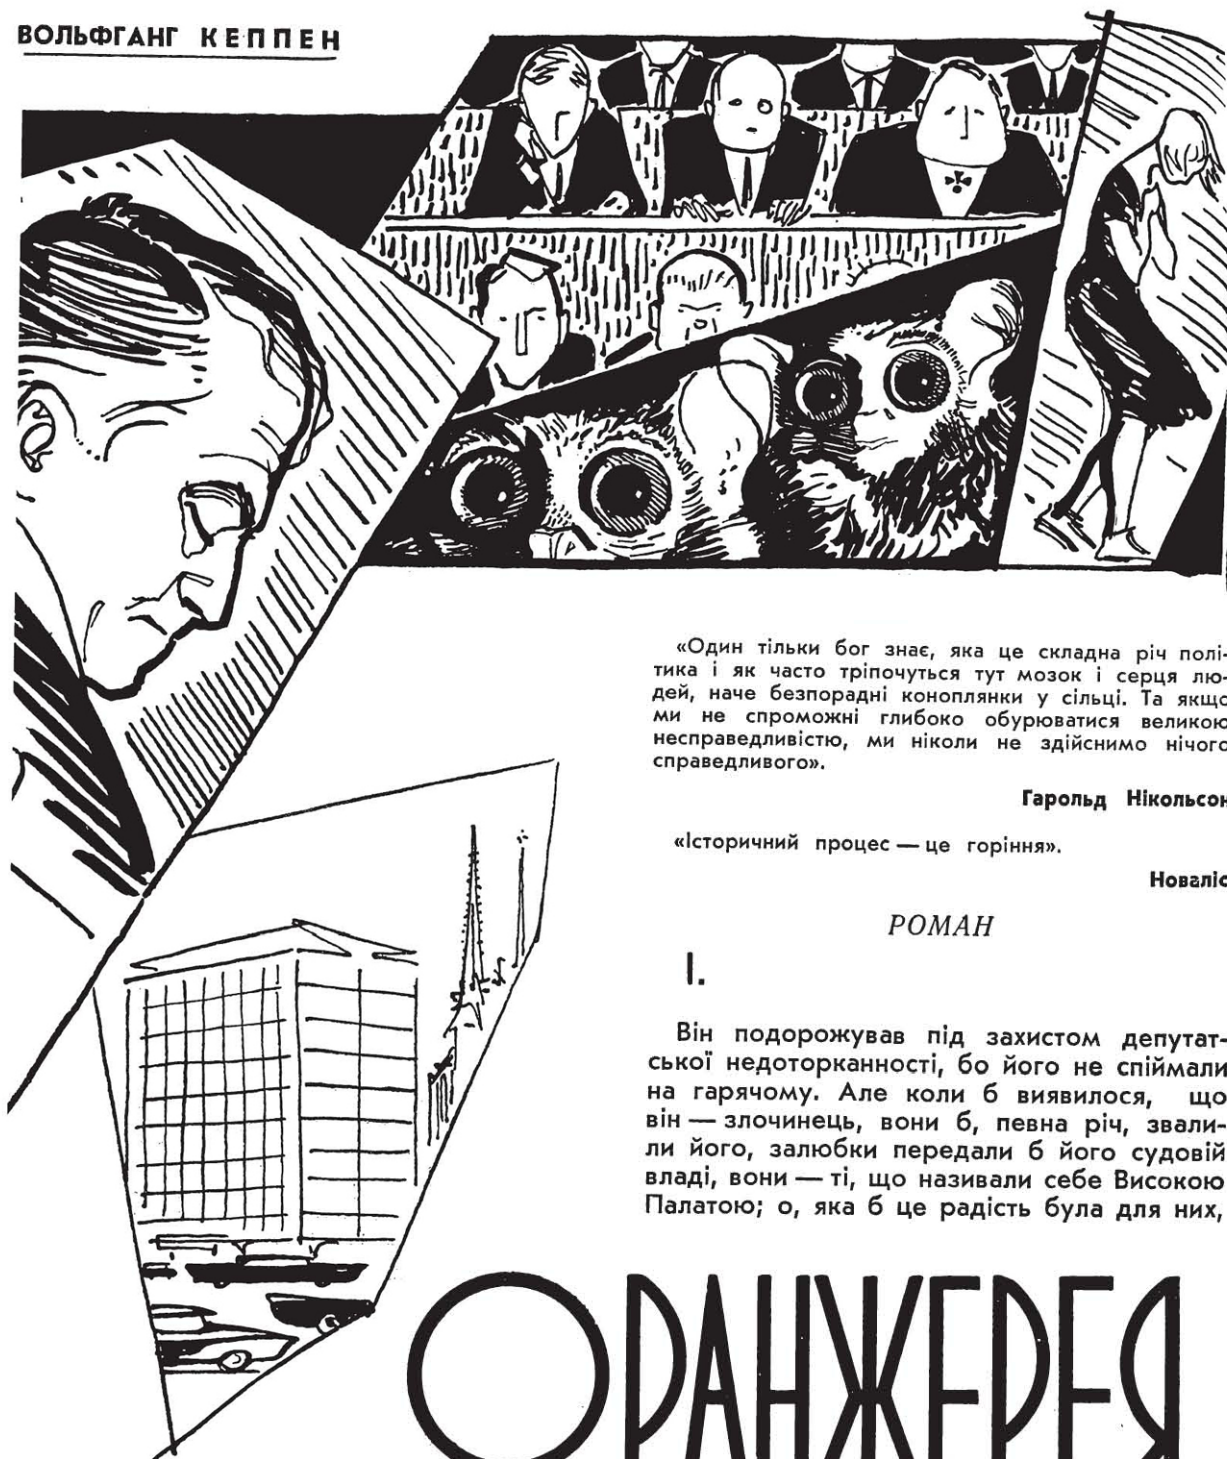 ВОЛЬФГАНГ КЕППЕН
«Один тільки бог знає, яка це складна річ полі-
тика і як часто тріпочуться тут мозок і серця лю-
дей, наче безпорадні коноплянки у сільці. Та якщо
ми не спроможні глибоко обурюватися великою
несправедливістю, ми ніколи не здійснимо нічого
справедливого».
Гарольд Нікольсон
«Історичний процес — це горіння».
Новаліс
РОМАН
І.
Він подорожував під захистом депутат-
ської недоторканності, бо його не спіймали
на гарячому. Але коли б виявилося, що
він — злочинець, вони б, певна річ, звали-
ли його, залюбки передали б його судовій
владі, вони — ті, що називали себе Високою
Палатою; о, яка б це радість була для них,
ОРАНЖЕРЕЯ